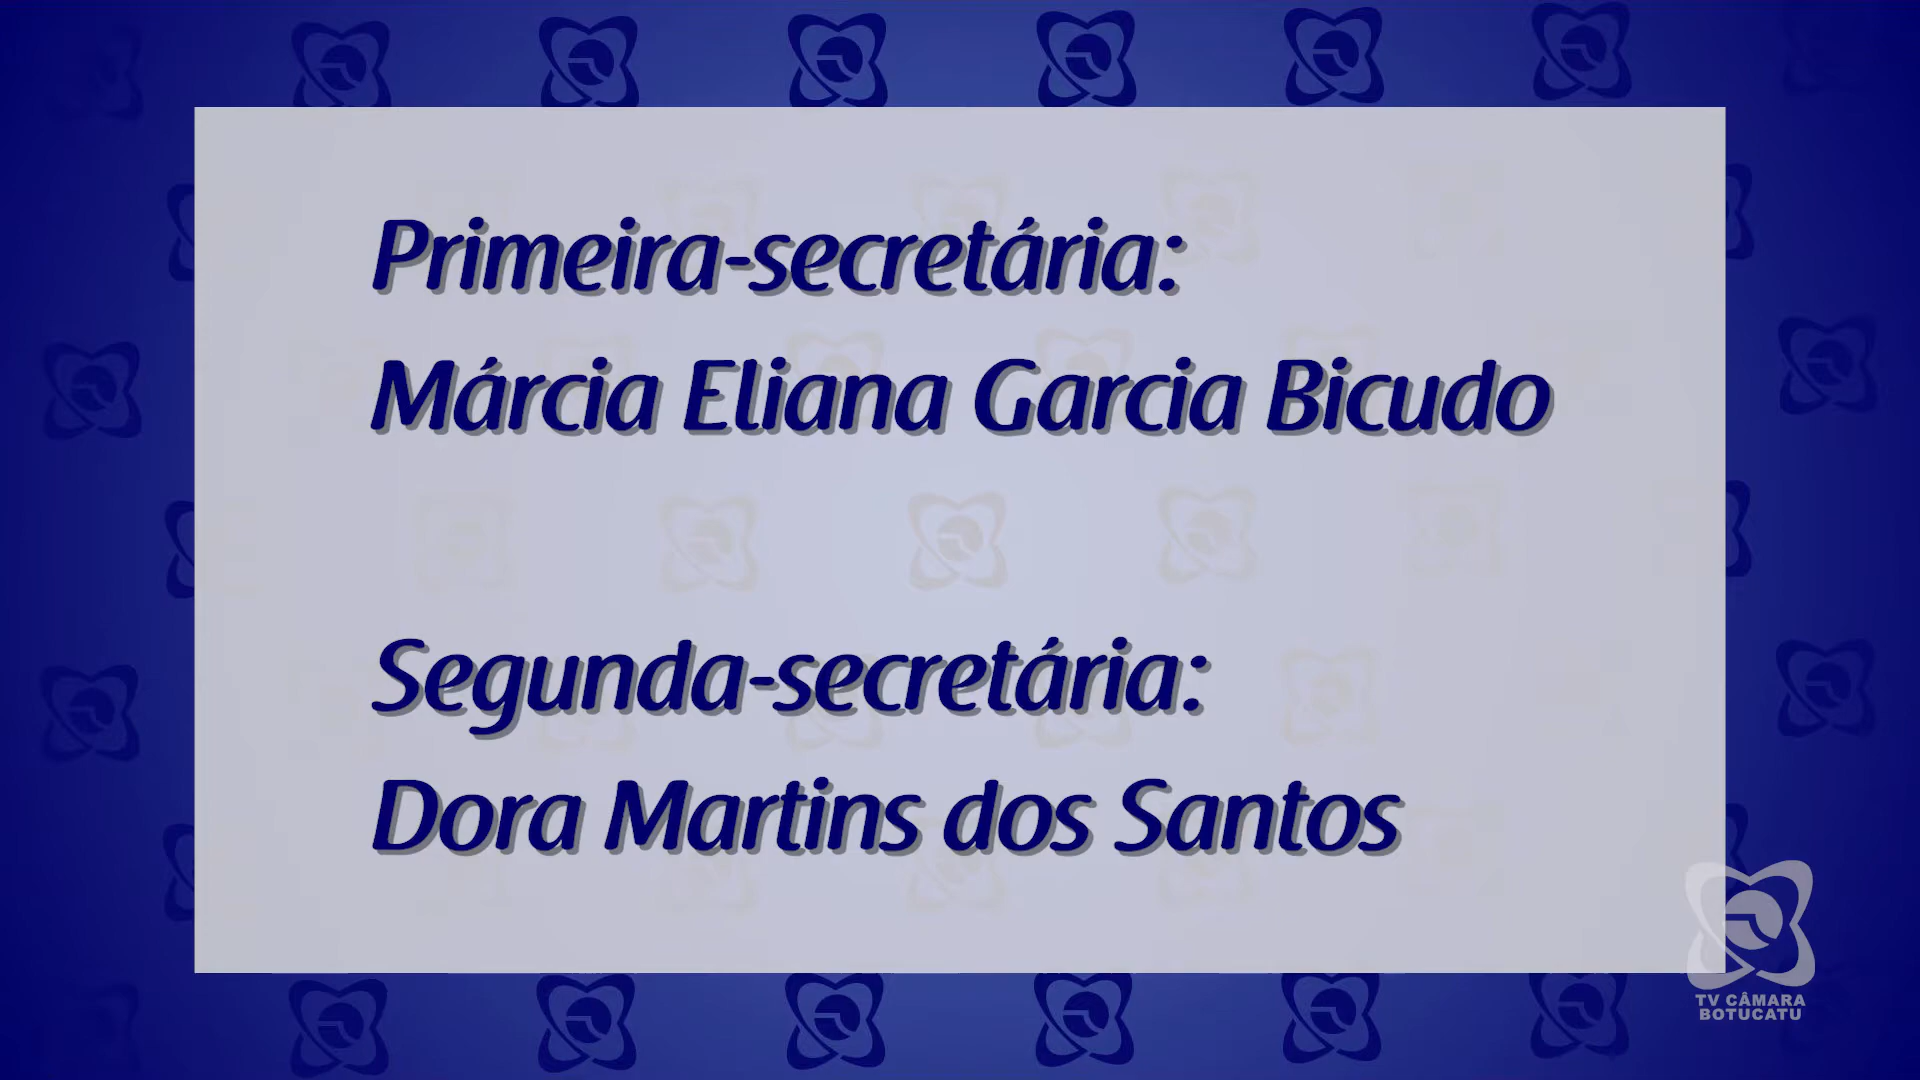 Primeira-secretária:
Márcia Eliana Garcia Bicudo
Segunda-secretária:
Dora Martins dos Santos
TV CÂMARA
BOTUCATU